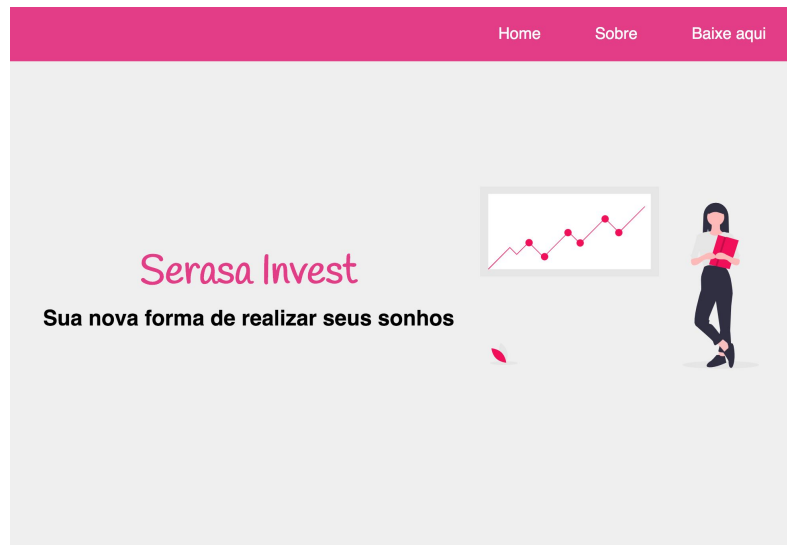 Home Sobre Baixe aqui
Serasa Invest
Sua nova forma de realizar seus sonhos